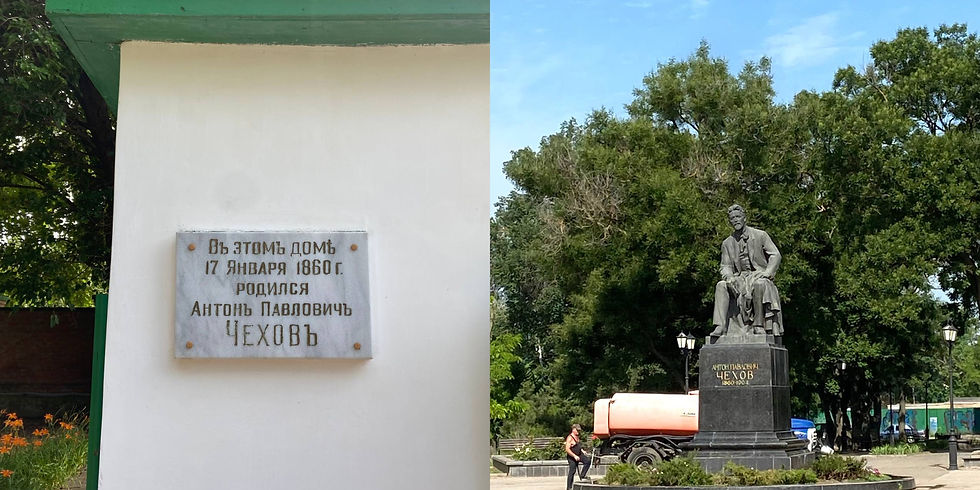 Въ этомъ домѣ
17 Января 1860 г.
родился
Антонъ Павловичъ
Чеховъ
АНТОН ПАВЛОВИЧ
ЧЕХОВ
1860-1904